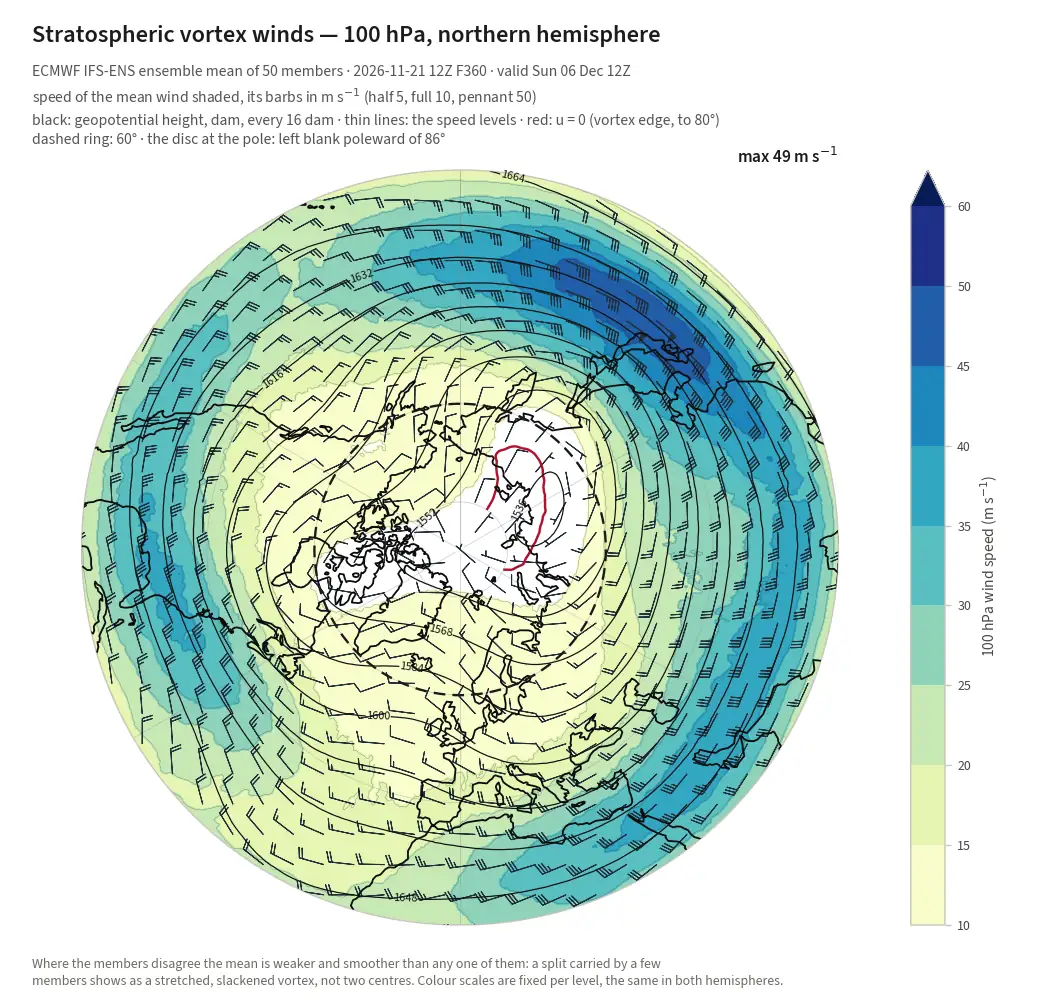 Stratospheric vortex winds — 100 hPa, northern hemisphere
ECMWF IFS-ENS ensemble mean of 50 members · 2026-11-21 12Z F360 · valid Sun 06 Dec 12Z
speed of the mean wind shaded, its barbs in m s−1 (half 5, full 10, pennant 50)
black: geopotential height, dam, every 16 dam · thin lines: the speed levels · red: u = 0 (vortex edge, to 80°)
dashed ring: 60° · the disc at the pole: left blank poleward of 86°
max 49 m s−1
1664
1632
1616
1552
1536
1568
1584
1600
1648
60
50
45
40
35
30
25
20
15
10
100 hPa wind speed (m s−1)
Where the members disagree the mean is weaker and smoother than any one of them: a split carried by a few
members shows as a stretched, slackened vortex, not two centres. Colour scales are fixed per level, the same in both hemispheres.